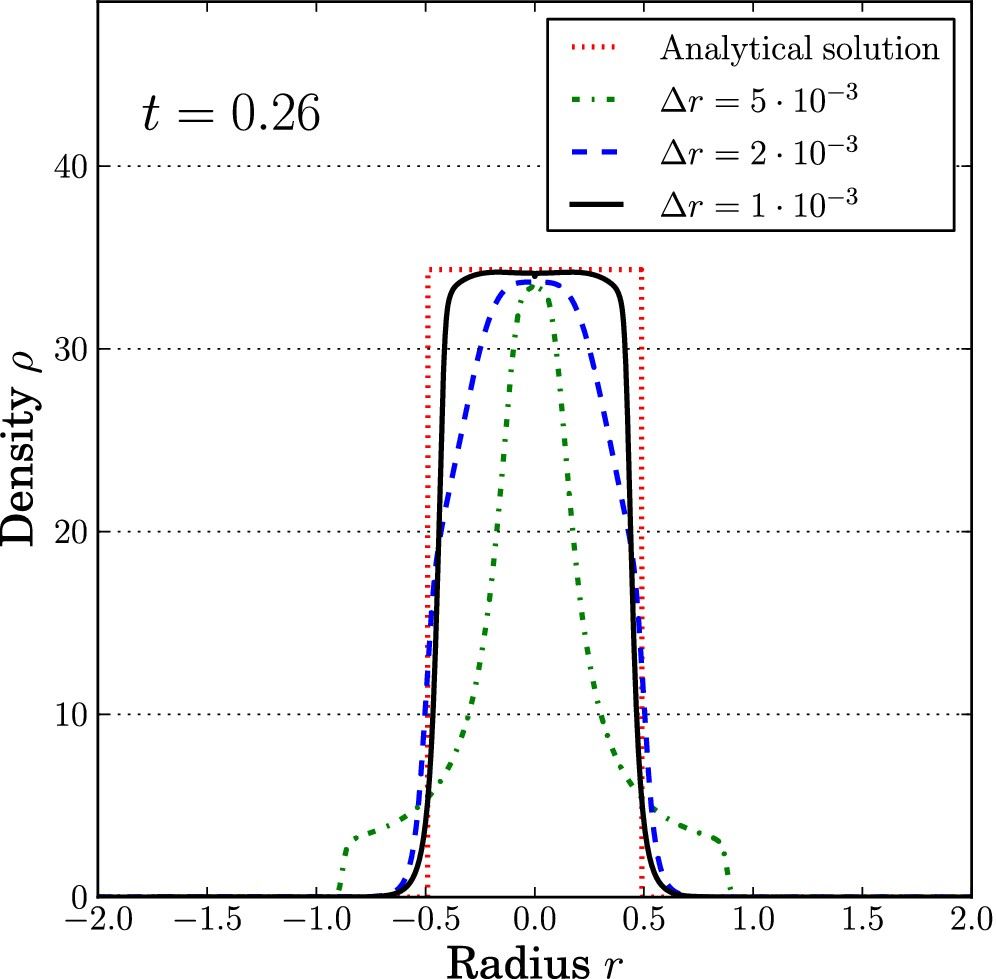 t = 0.26
Analytical solution
Δr = 5 · 10⁻³
Δr = 2 · 10⁻³
Δr = 1 · 10⁻³
40
30
20
10
0
Density ρ
−2.0 −1.5 −1.0 −0.5 0.0 0.5 1.0 1.5 2.0
Radius r